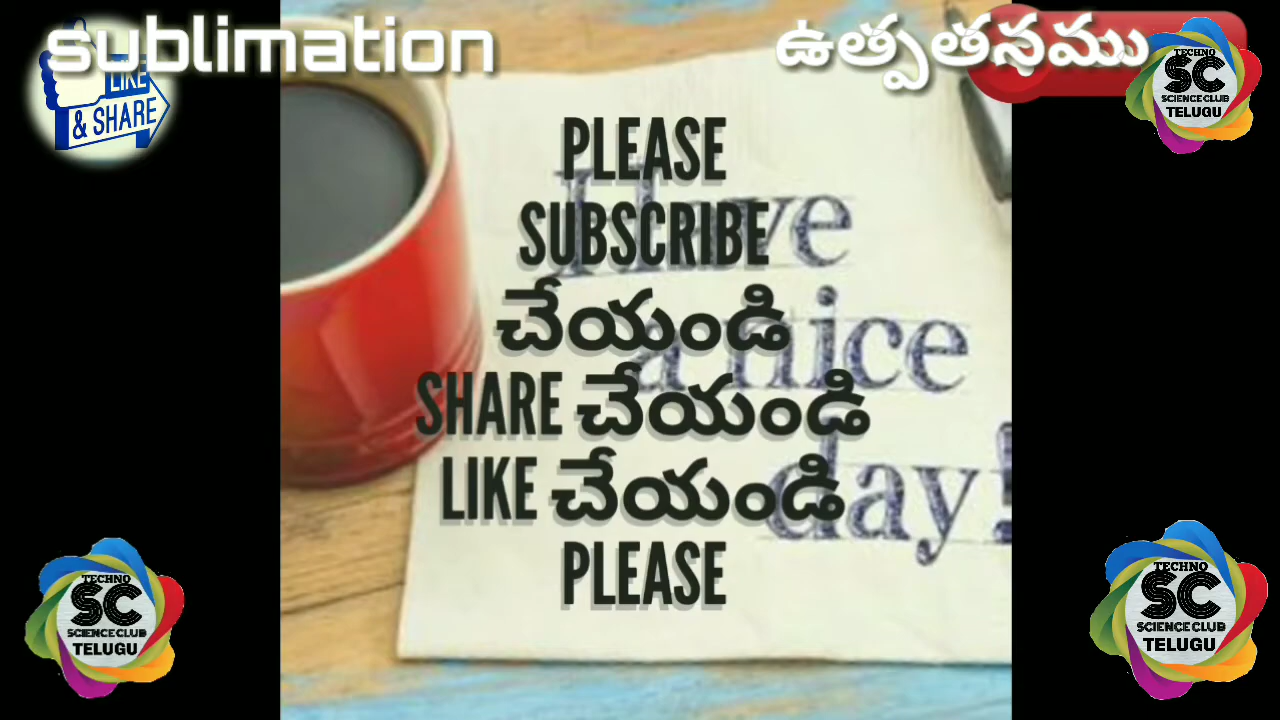 sublimation
ఉత్పతనము
LIKE
& SHARE
TECHNO
SC
SCIENCE CLUB
TELUGU
PLEASE
SUBSCRIBE
చేయండి
SHARE చేయండి
LIKE చేయండి
PLEASE
Have
a nice
day!
TECHNO
SC
SCIENCE CLUB
TELUGU
TECHNO
SC
SCIENCE CLUB
TELUGU